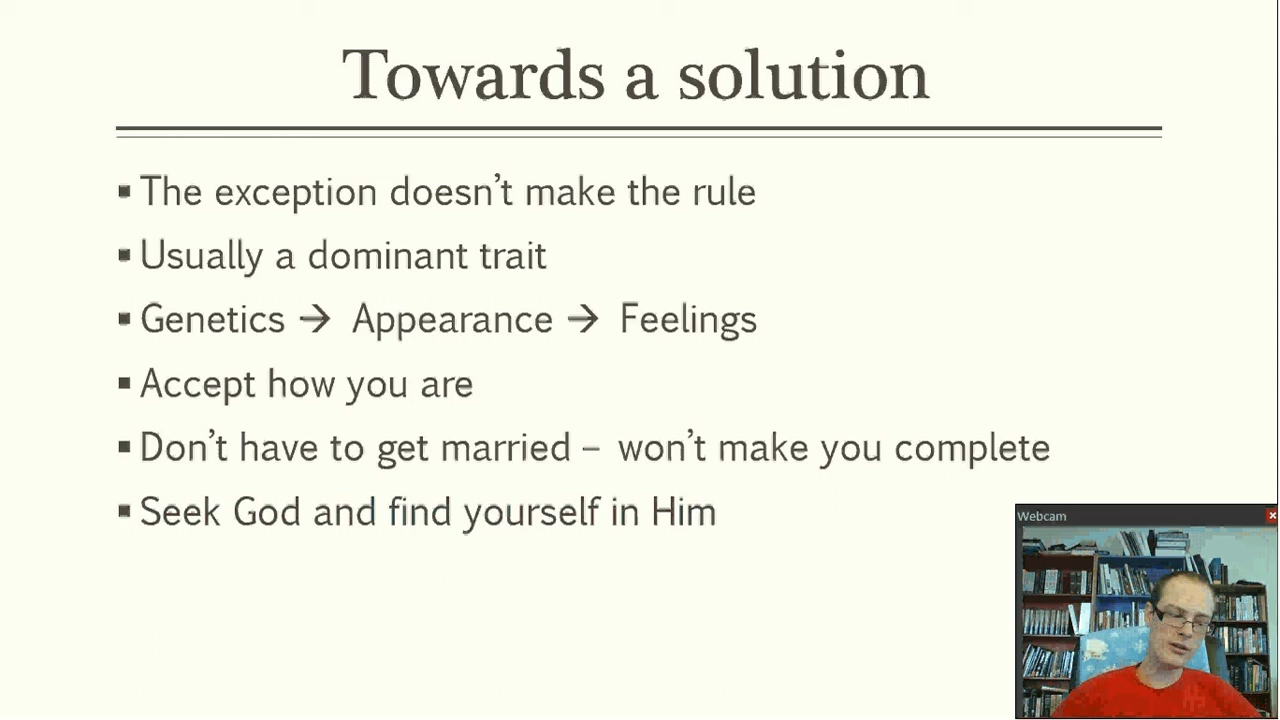 Towards a solution
▪ The exception doesn’t make the rule
▪ Usually a dominant trait
▪ Genetics → Appearance → Feelings
▪ Accept how you are
▪ Don’t have to get married – won’t make you complete
▪ Seek God and find yourself in Him
Webcam